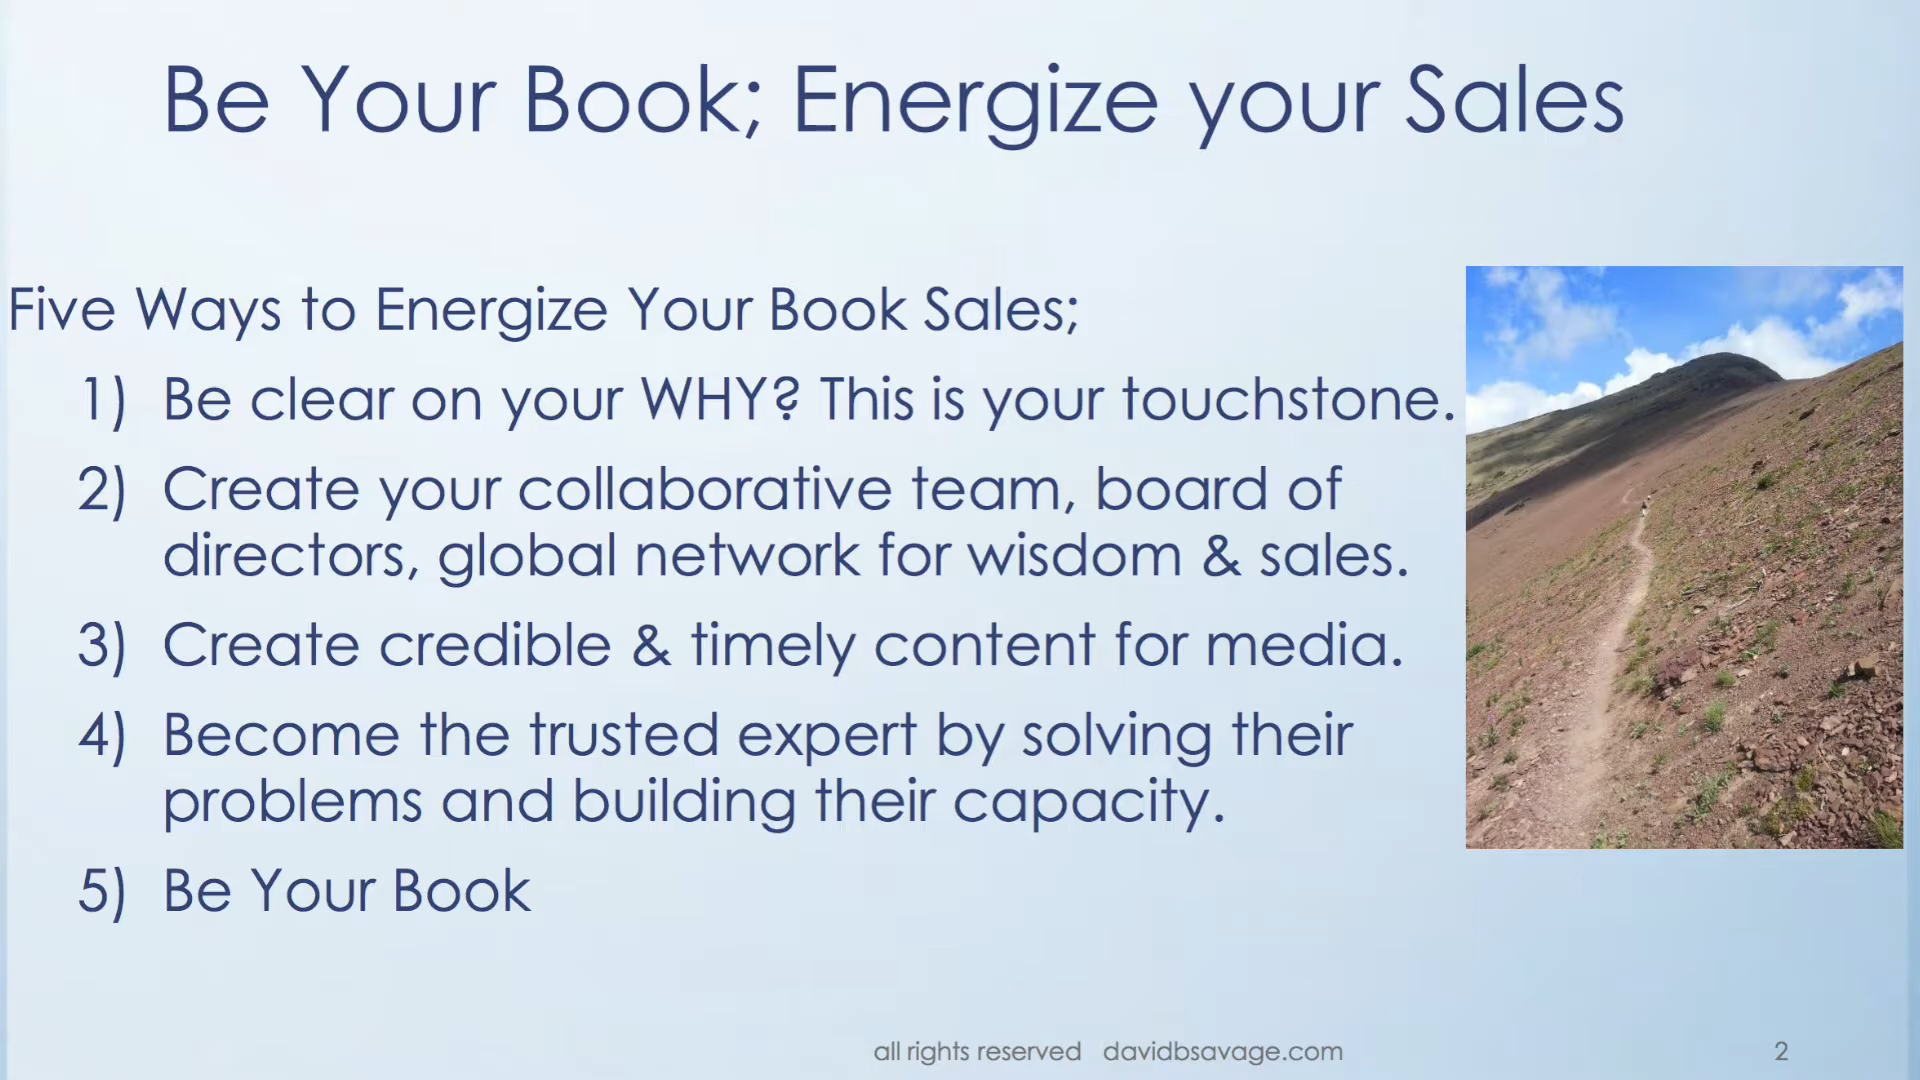 Be Your Book; Energize your Sales
Five Ways to Energize Your Book Sales;
1) Be clear on your WHY? This is your touchstone.
2) Create your collaborative team, board of
directors, global network for wisdom & sales.
3) Create credible & timely content for media.
4) Become the trusted expert by solving their
problems and building their capacity.
5) Be Your Book
all rights reserved davidbsavage.com
2